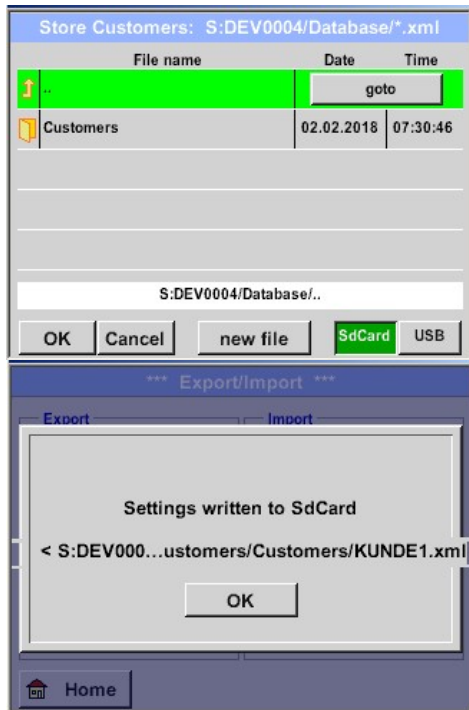 Store Customers: S:DEV0004/Database/*.xml
File name Date Time
.. goto
Customers 02.02.2018 07:30:46
S:DEV0004/Database/..
OK Cancel new file SdCard USB
*** Export/Import ***
Export Import
Settings written to SdCard
< S:DEV000...ustomers/Customers/KUNDE1.xml
OK
Home